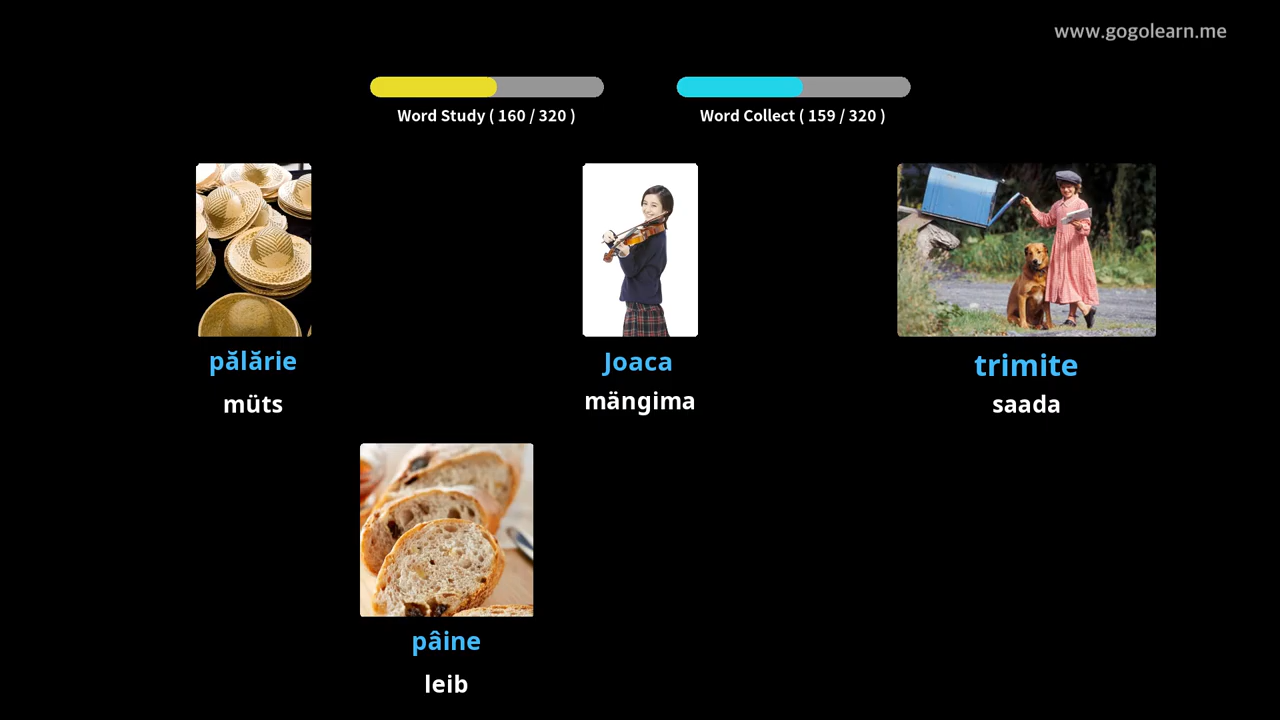 www.gogolearn.me
Word Study ( 160 / 320 )
Word Collect ( 159 / 320 )
pălărie
müts
Joaca
mängima
trimite
saada
pâine
leib